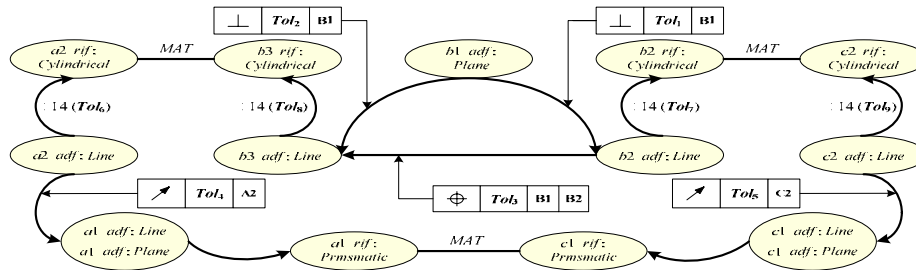 ⊥ Tol2 B1
⊥ Tol1 B1
a2 rif:
Cylindrical
MAT
b3 rif:
Cylindrical
b1 adf:
Plane
b2 rif:
Cylindrical
MAT
c2 rif:
Cylindrical
14 (Tol6)
14 (Tol8)
14 (Tol7)
14 (Tol9)
a2 adf: Line
b3 adf: Line
b2 adf: Line
c2 adf: Line
Tol4 A2
⌖ Tol3 B1 B2
Tol5 C2
a1 adf: Line
a1 adf: Plane
a1 rif:
Prmsmatic
MAT
c1 rif:
Prmsmatic
c1 adf: Line
c1 adf: Plane